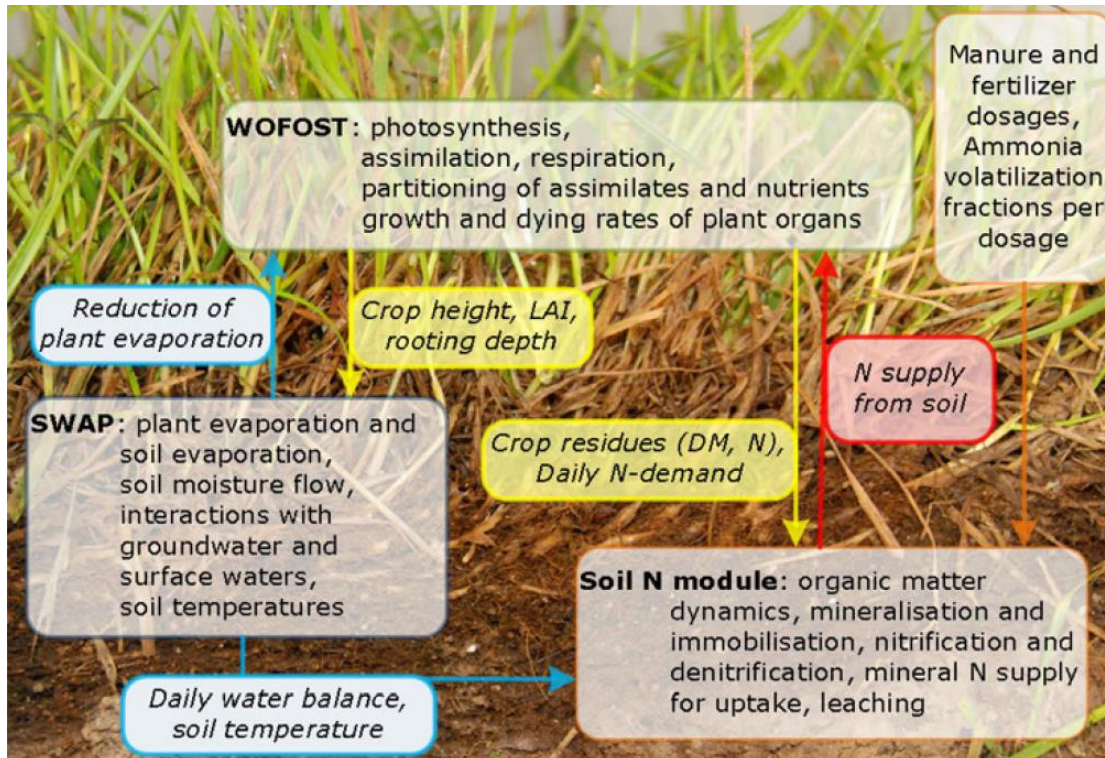 Manure and
fertilizer
dosages,
Ammonia
volatilization
fractions per
dosage
WOFOST: photosynthesis,
assimilation, respiration,
partitioning of assimilates and nutrients
growth and dying rates of plant organs
Reduction of
plant evaporation
Crop height, LAI,
rooting depth
N supply
from soil
SWAP: plant evaporation and
soil evaporation,
soil moisture flow,
interactions with
groundwater and
surface waters,
soil temperatures
Crop residues (DM, N),
Daily N-demand
Soil N module: organic matter
dynamics, mineralisation and
immobilisation, nitrification and
denitrification, mineral N supply
for uptake, leaching
Daily water balance,
soil temperature